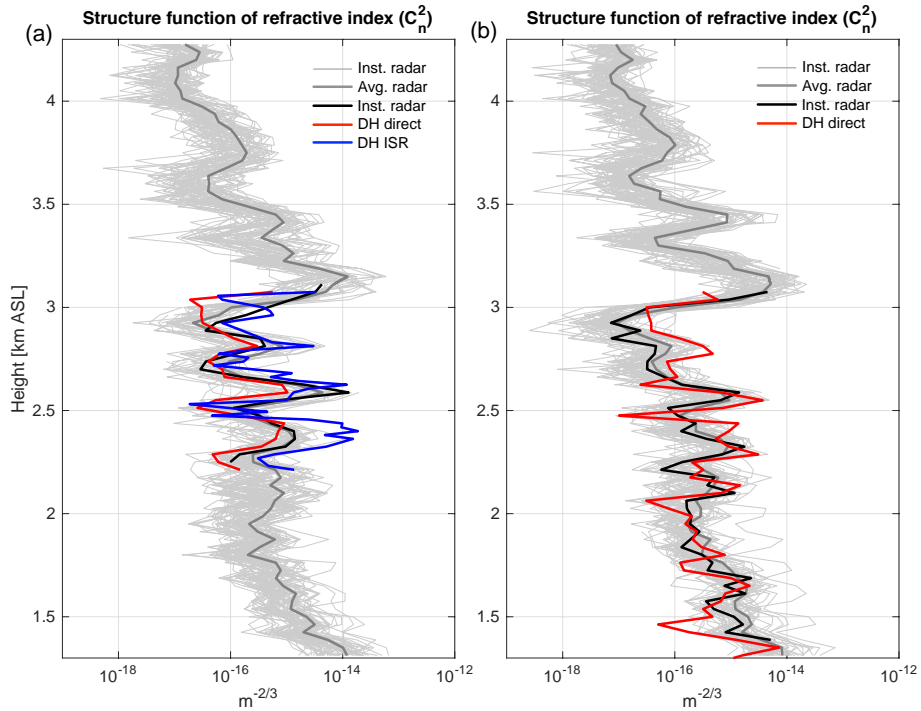 Structure function of refractive index (C_n^2)
(a)
Inst. radar
Avg. radar
Inst. radar
DH direct
DH ISR
4
3.5
3
2.5
2
1.5
Height [km ASL]
10^-18
10^-16
10^-14
10^-12
m^-2/3
Structure function of refractive index (C_n^2)
(b)
Inst. radar
Avg. radar
Inst. radar
DH direct
4
3.5
3
2.5
2
1.5
10^-18
10^-16
10^-14
10^-12
m^-2/3